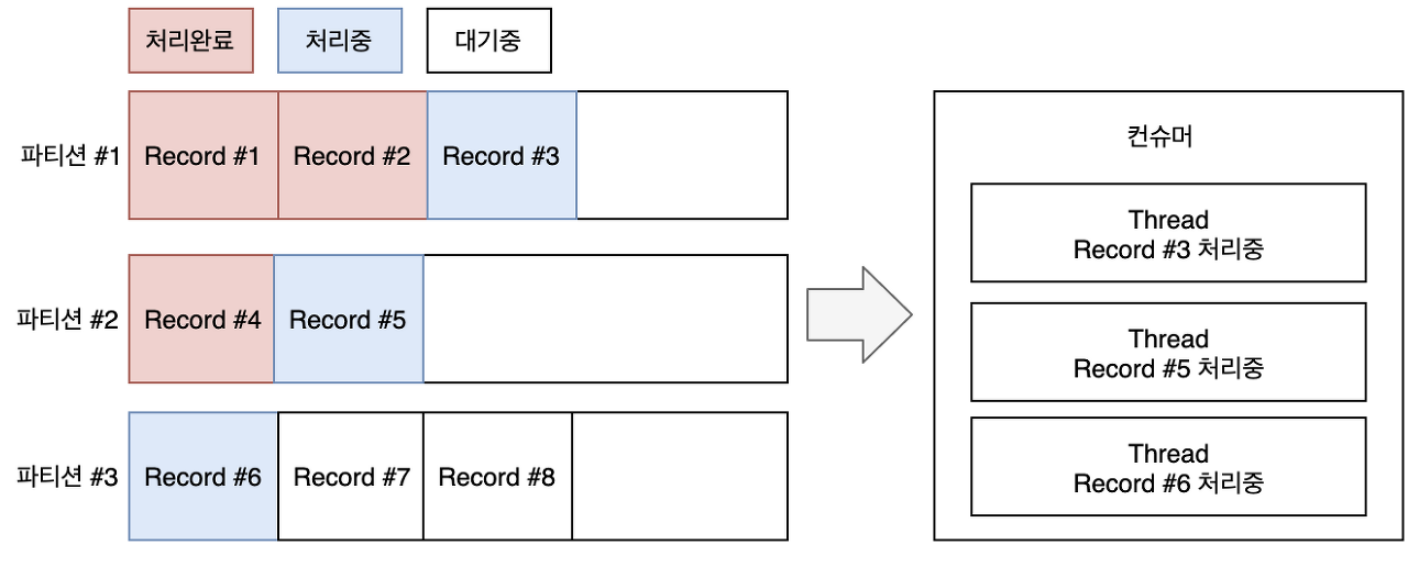 처리완료
처리중
대기중
파티션 #1
Record #1
Record #2
Record #3
파티션 #2
Record #4
Record #5
파티션 #3
Record #6
Record #7
Record #8
컨슈머
Thread
Record #3 처리중
Thread
Record #5 처리중
Thread
Record #6 처리중